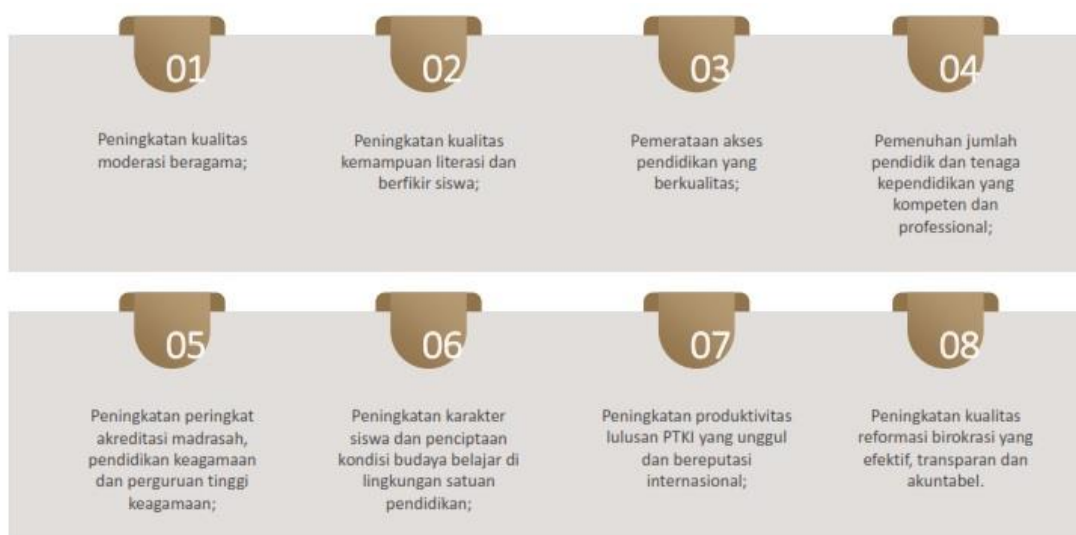 01
Peningkatan kualitas
moderasi beragama;
02
Peningkatan kualitas
kemampuan literasi dan
berfikir siswa;
03
Pemerataan akses
pendidikan yang
berkualitas;
04
Pemenuhan jumlah
pendidik dan tenaga
kependidikan yang
kompeten dan
professional;
05
Peningkatan peringkat
akreditasi madrasah,
pendidikan keagamaan
dan perguruan tinggi
keagamaan;
06
Peningkatan karakter
siswa dan penciptaan
kondisi budaya belajar di
lingkungan satuan
pendidikan;
07
Peningkatan produktivitas
lulusan PTKI yang unggul
dan bereputasi
internasional;
08
Peningkatan kualitas
reformasi birokrasi yang
efektif, transparan dan
akuntabel.